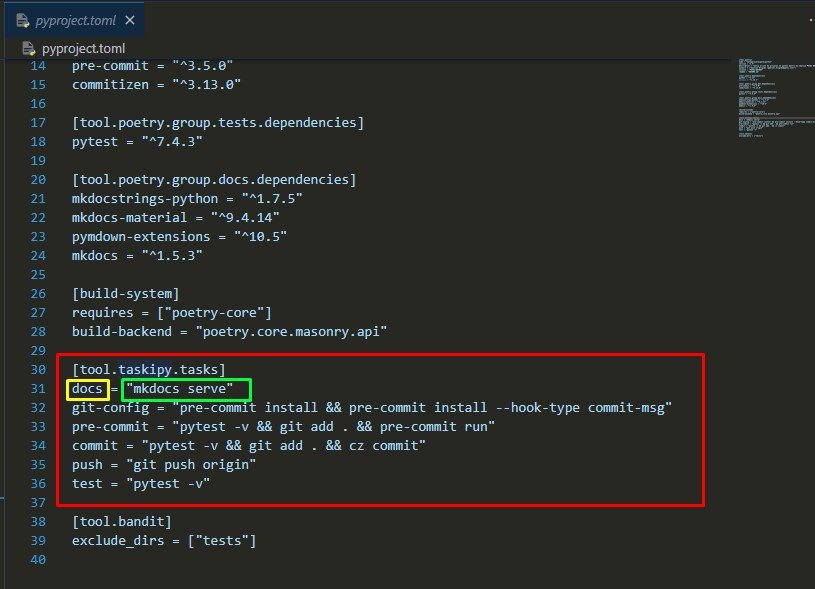 pyproject.toml
pyproject.toml
14 pre-commit = "^3.5.0"
15 commitizen = "^3.13.0"
16
17 [tool.poetry.group.tests.dependencies]
18 pytest = "^7.4.3"
19
20 [tool.poetry.group.docs.dependencies]
21 mkdocstrings-python = "^1.7.5"
22 mkdocs-material = "^9.4.14"
23 pymdown-extensions = "^10.5"
24 mkdocs = "^1.5.3"
25
26 [build-system]
27 requires = ["poetry-core"]
28 build-backend = "poetry.core.masonry.api"
29
30 [tool.taskipy.tasks]
31 docs = "mkdocs serve"
32 git-config = "pre-commit install && pre-commit install --hook-type commit-msg"
33 pre-commit = "pytest -v && git add . && pre-commit run"
34 commit = "pytest -v && git add . && cz commit"
35 push = "git push origin"
36 test = "pytest -v"
37
38 [tool.bandit]
39 exclude_dirs = ["tests"]
40